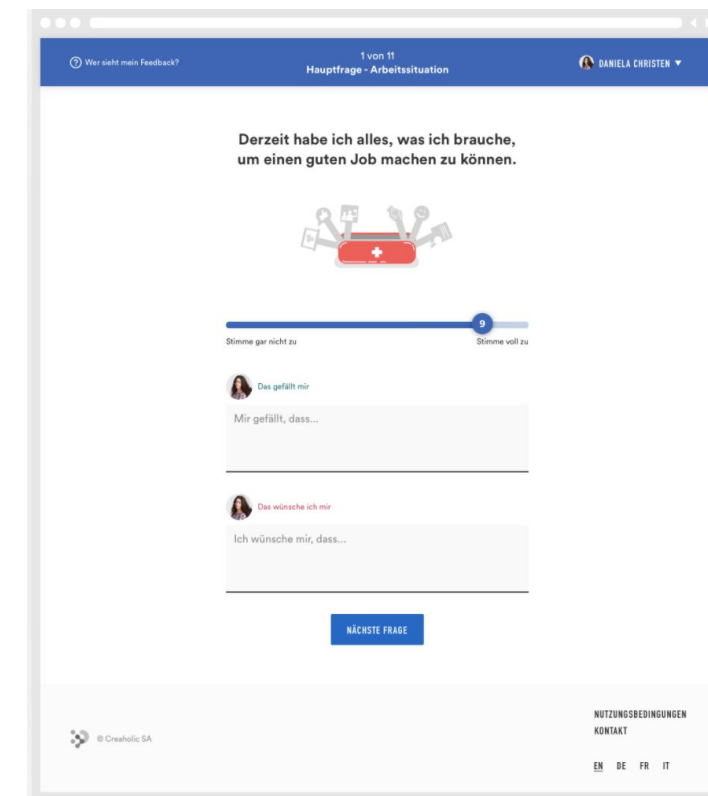 ? Wer sieht mein Feedback?
1 von 11
Hauptfrage - Arbeitssituation
DANIELA CHRISTEN
Derzeit habe ich alles, was ich brauche,
um einen guten Job machen zu können.
9
Stimme gar nicht zu
Stimme voll zu
Das gefällt mir
Mir gefällt, dass...
Das wünsche ich mir
Ich wünsche mir, dass...
NÄCHSTE FRAGE
NUTZUNGSBEDINGUNGEN
KONTAKT
© Creaholic SA
EN DE FR IT